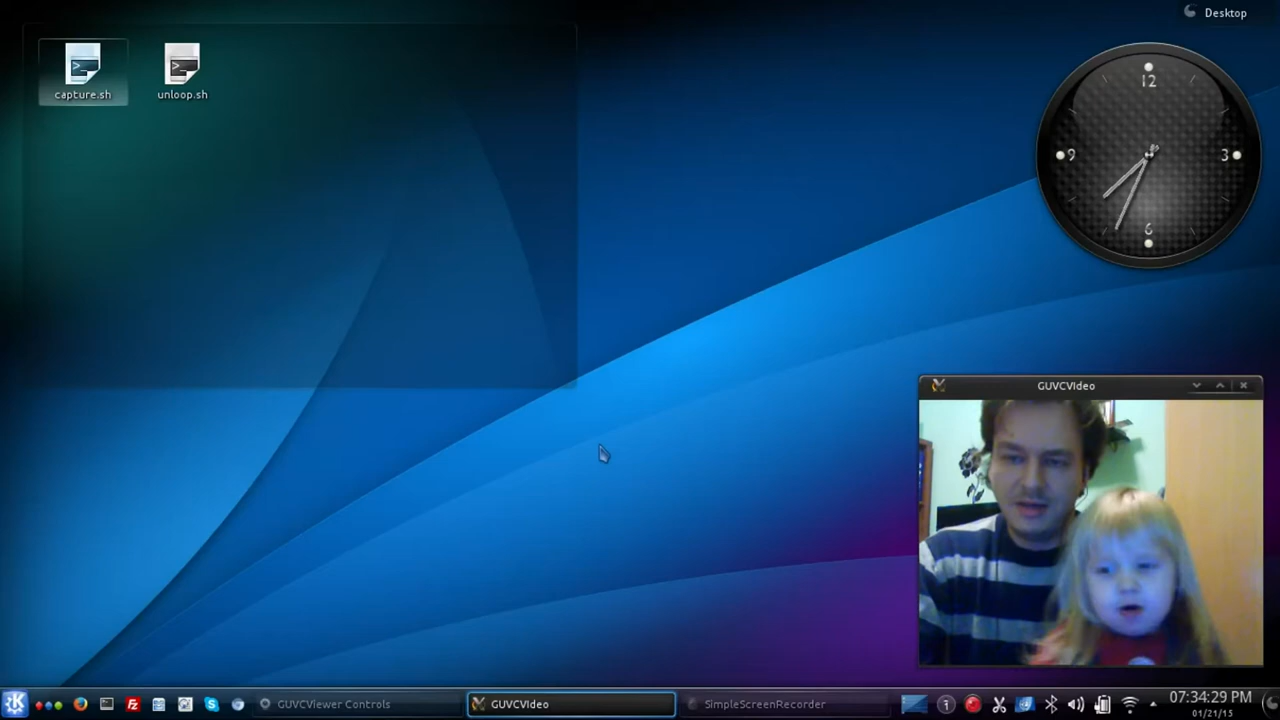 Desktop
capture.sh
unloop.sh
12
9
3
6
GUVCVIdeo
GUVCViewer Controls
GUVCVIdeo
SimpleScreenRecorder
07:34:29 PM
01/21/15